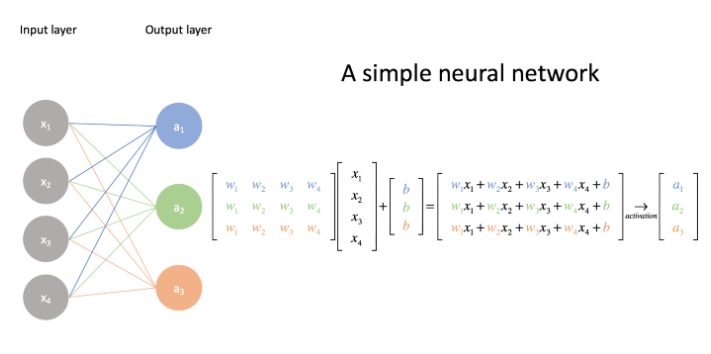 Input layer
Output layer
A simple neural network
x₁
x₂
x₃
x₄
a₁
a₂
a₃
w₁ w₂ w₃ w₄
w₁ w₂ w₃ w₄
w₁ w₂ w₃ w₄
x₁
x₂
x₃
x₄
+
b
b
b
=
w₁x₁ + w₂x₂ + w₃x₃ + w₄x₄ + b
w₁x₁ + w₂x₂ + w₃x₃ + w₄x₄ + b
w₁x₁ + w₂x₂ + w₃x₃ + w₄x₄ + b
→
activation
a₁
a₂
a₃